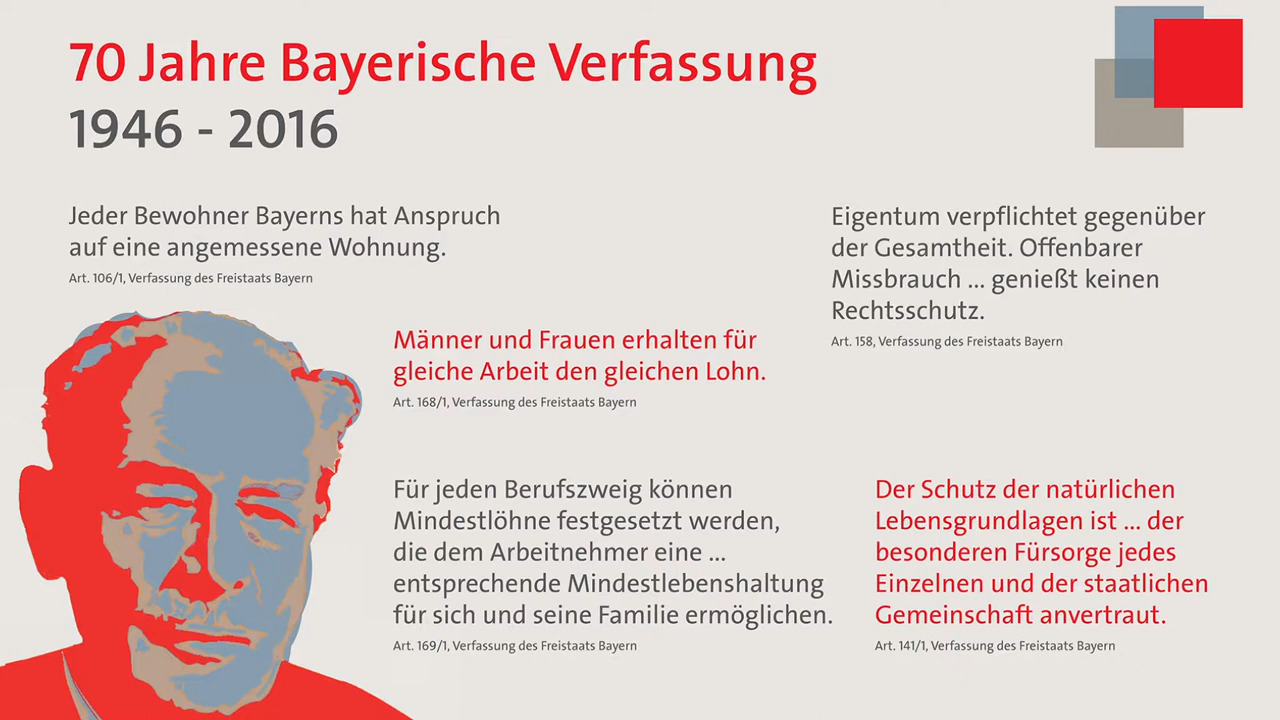 70 Jahre Bayerische Verfassung
1946 - 2016
Jeder Bewohner Bayerns hat Anspruch
auf eine angemessene Wohnung.
Art. 106/1, Verfassung des Freistaats Bayern
Eigentum verpflichtet gegenüber
der Gesamtheit. Offenbarer
Missbrauch ... genießt keinen
Rechtsschutz.
Art. 158, Verfassung des Freistaats Bayern
Männer und Frauen erhalten für
gleiche Arbeit den gleichen Lohn.
Art. 168/1, Verfassung des Freistaats Bayern
Für jeden Berufszweig können
Mindestlöhne festgesetzt werden,
die dem Arbeitnehmer eine ...
entsprechende Mindestlebenshaltung
für sich und seine Familie ermöglichen.
Art. 169/1, Verfassung des Freistaats Bayern
Der Schutz der natürlichen
Lebensgrundlagen ist ... der
besonderen Fürsorge jedes
Einzelnen und der staatlichen
Gemeinschaft anvertraut.
Art. 141/1, Verfassung des Freistaats Bayern